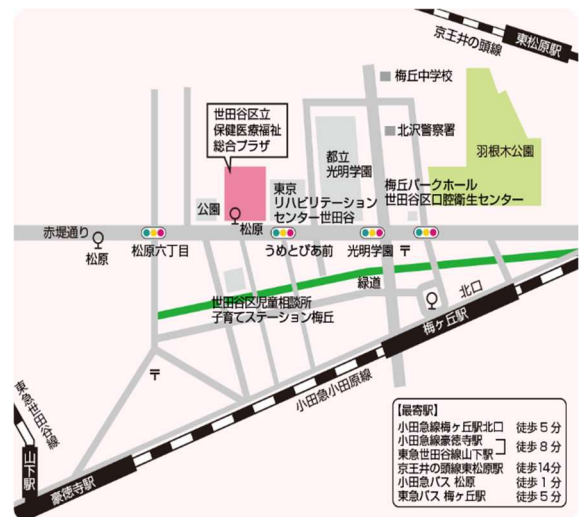 京王井の頭線
東松原駅
梅丘中学校
世田谷区立
保健医療福祉
総合プラザ
北沢警察署
羽根木公園
都立
光明学園
東京
リハビリテーション
センター世田谷
梅丘パークホール
世田谷区口腔衛生センター
公園
松原
赤堤通り
松原
松原六丁目
うめとぴあ前
光明学園
〒
緑道
世田谷区児童相談所
子育てステーション梅丘
北口
梅ヶ丘駅
〒
小田急小田原線
東急世田谷線
山下駅
豪徳寺駅
【最寄駅】
小田急線梅ヶ丘駅北口 徒歩5分
小田急線豪徳寺駅
東急世田谷線山下駅 徒歩8分
京王井の頭線東松原駅 徒歩14分
小田急バス 松原 徒歩1分
東急バス 梅ヶ丘駅 徒歩5分